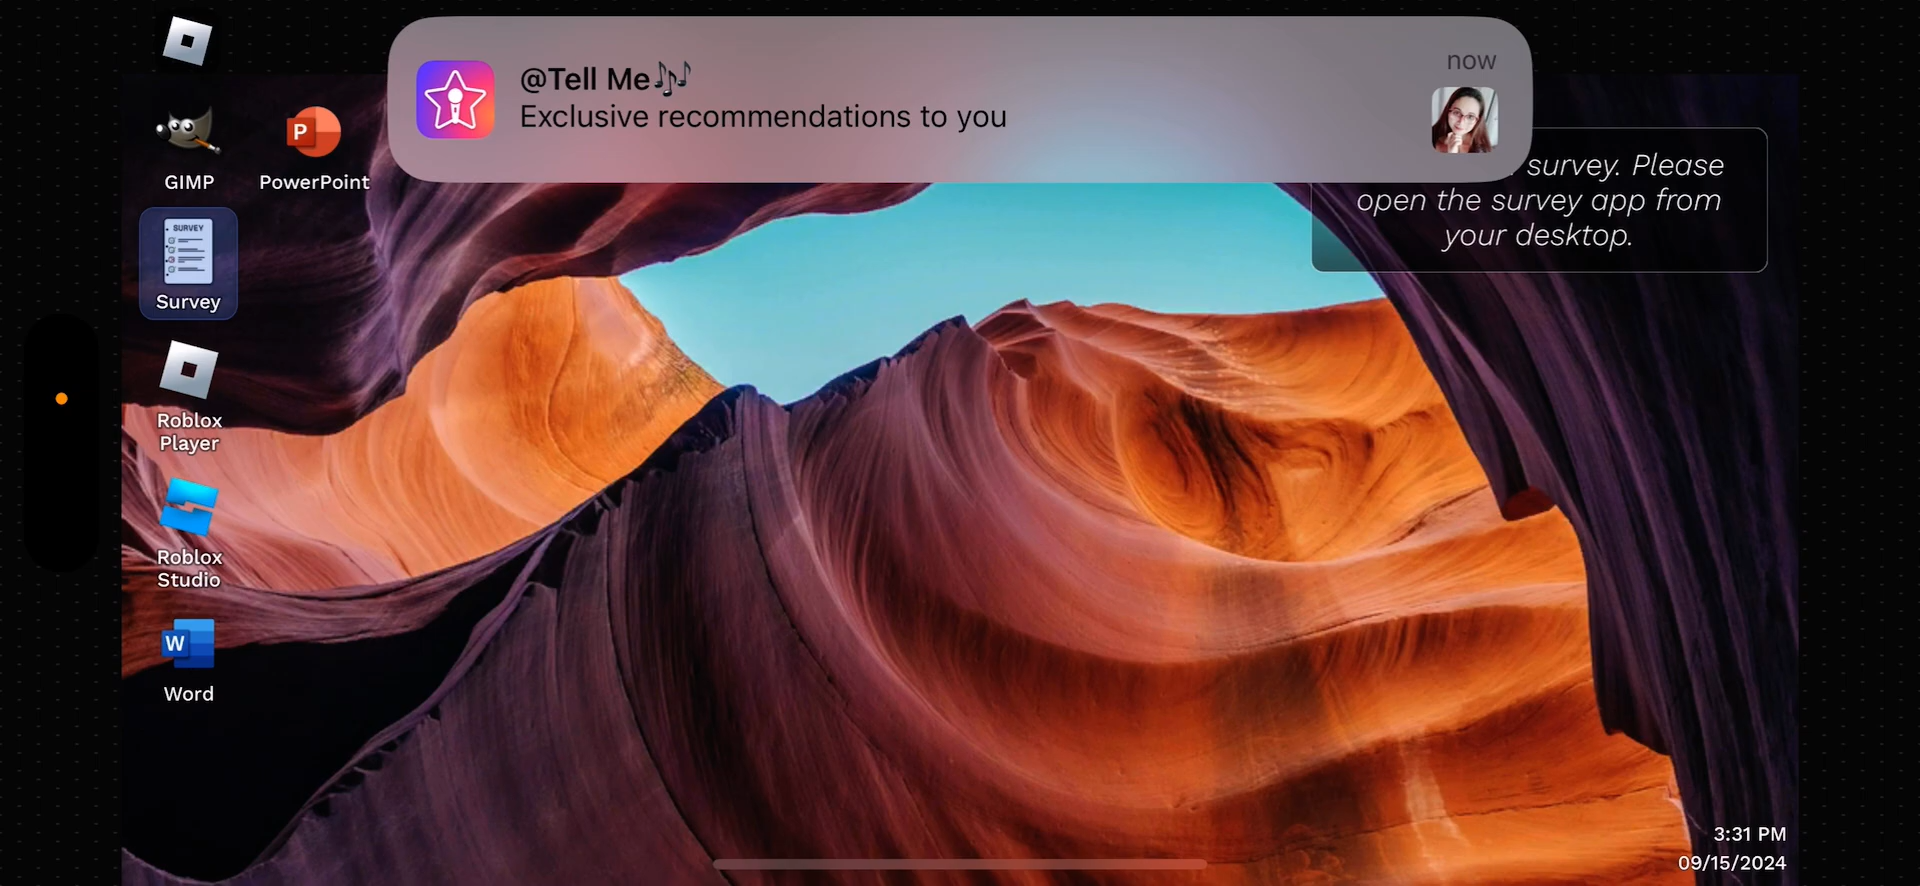 @Tell Me🎶
Exclusive recommendations to you
now
survey. Please
open the survey app from
your desktop.
GIMP
P
PowerPoint
SURVEY
Survey
Roblox
Player
Roblox
Studio
W
Word
3:31 PM
09/15/2024